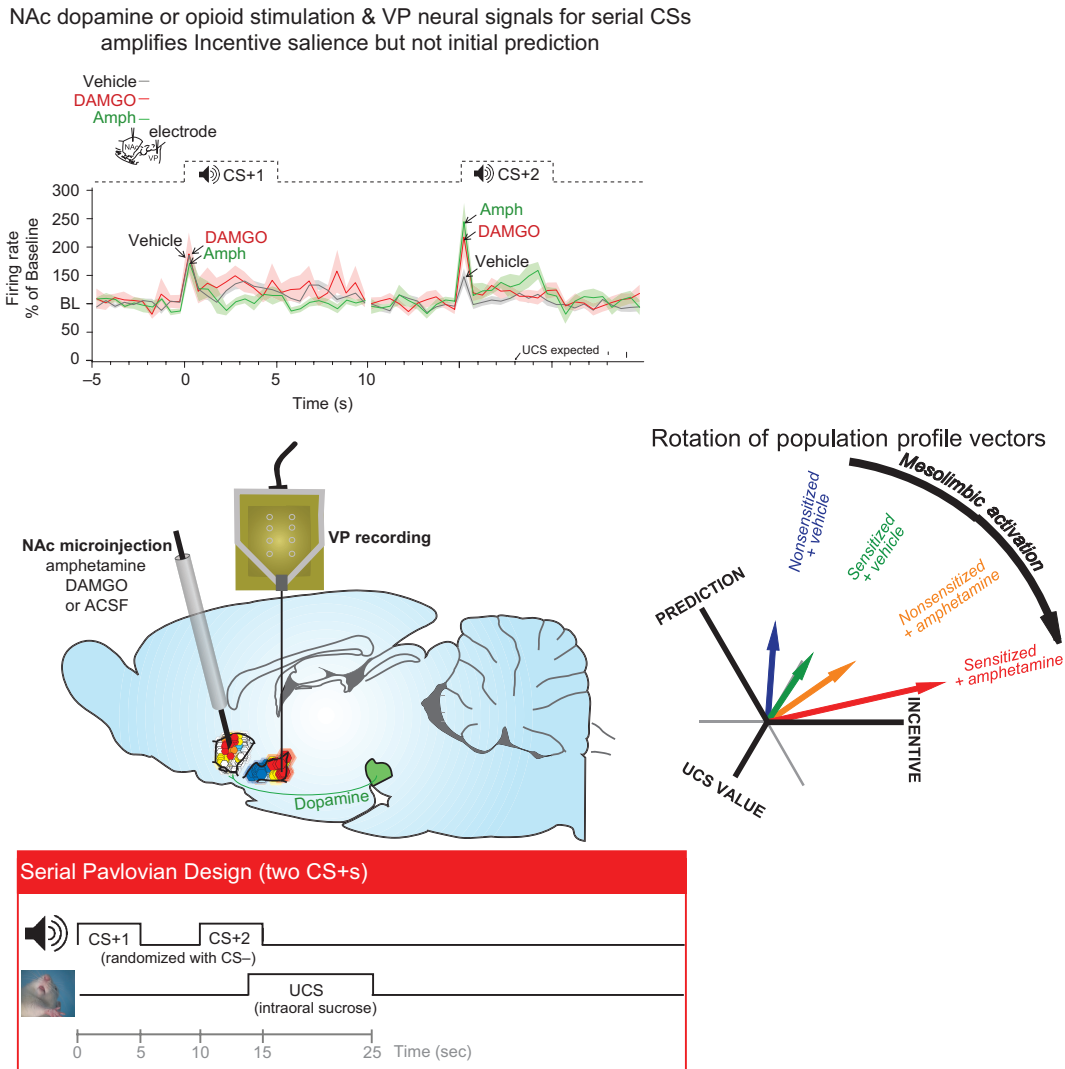 NAc dopamine or opioid stimulation & VP neural signals for serial CSs
amplifies Incentive salience but not initial prediction
Vehicle
DAMGO
Amph
electrode
NAc
VP
CS+1
CS+2
300
250
200
150
BL
50
0
Firing rate
% of Baseline
Vehicle
DAMGO
Amph
Amph
DAMGO
Vehicle
UCS expected
–5
0
5
10
Time (s)
Rotation of population profile vectors
Mesolimbic activation
Nonsensitized
+ vehicle
Sensitized
+ vehicle
Nonsensitized
+ amphetamine
Sensitized
+ amphetamine
PREDICTION
INCENTIVE
UCS VALUE
NAc microinjection
amphetamine
DAMGO
or ACSF
VP recording
Dopamine
Serial Pavlovian Design (two CS+s)
CS+1
CS+2
(randomized with CS–)
UCS
(intraoral sucrose)
0
5
10
15
25
Time (sec)